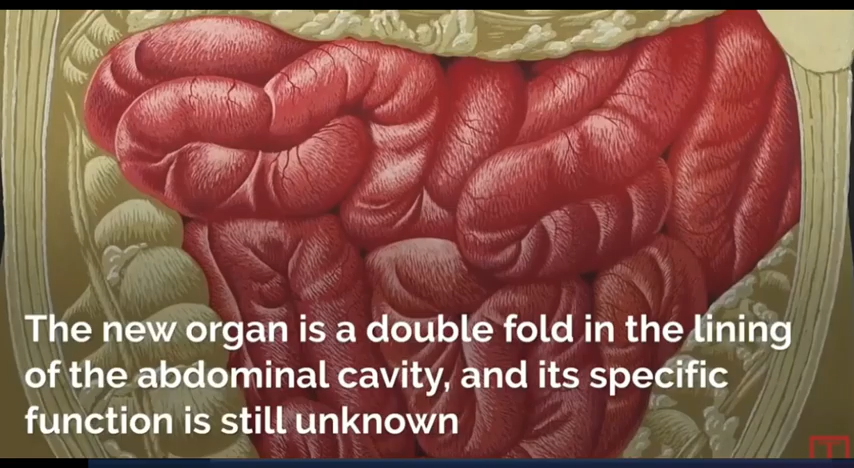 The new organ is a double fold in the lining
of the abdominal cavity, and its specific
function is still unknown